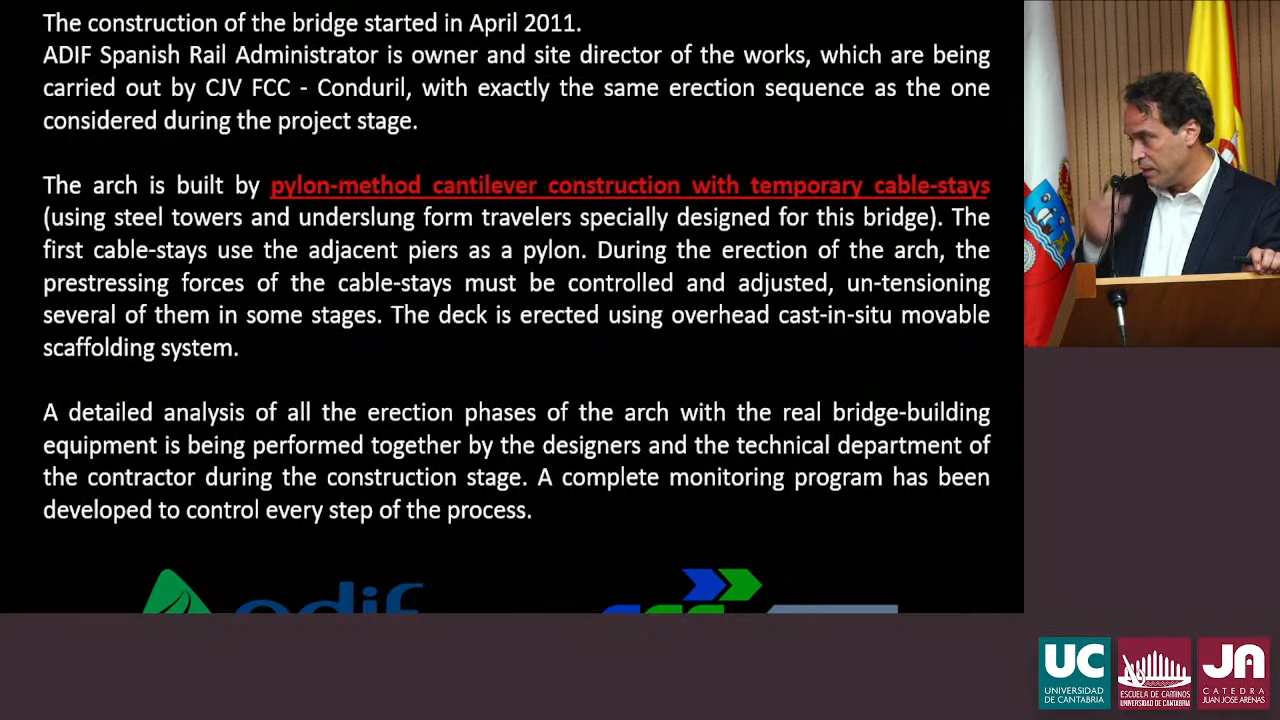 The construction of the bridge started in April 2011.
ADIF Spanish Rail Administrator is owner and site director of the works, which are being
carried out by CJV FCC - Conduril, with exactly the same erection sequence as the one
considered during the project stage.
The arch is built by pylon-method cantilever construction with temporary cable-stays
(using steel towers and underslung form travelers specially designed for this bridge). The
first cable-stays use the adjacent piers as a pylon. During the erection of the arch, the
prestressing forces of the cable-stays must be controlled and adjusted, un-tensioning
several of them in some stages. The deck is erected using overhead cast-in-situ movable
scaffolding system.
A detailed analysis of all the erection phases of the arch with the real bridge-building
equipment is being performed together by the designers and the technical department of
the contractor during the construction stage. A complete monitoring program has been
developed to control every step of the process.
adif
UC
UNIVERSIDAD
DE CANTABRIA
ESCUELA DE CAMINOS
UNIVERSIDAD DE CANTABRIA
JA
CATEDRA
JUAN JOSE ARENAS